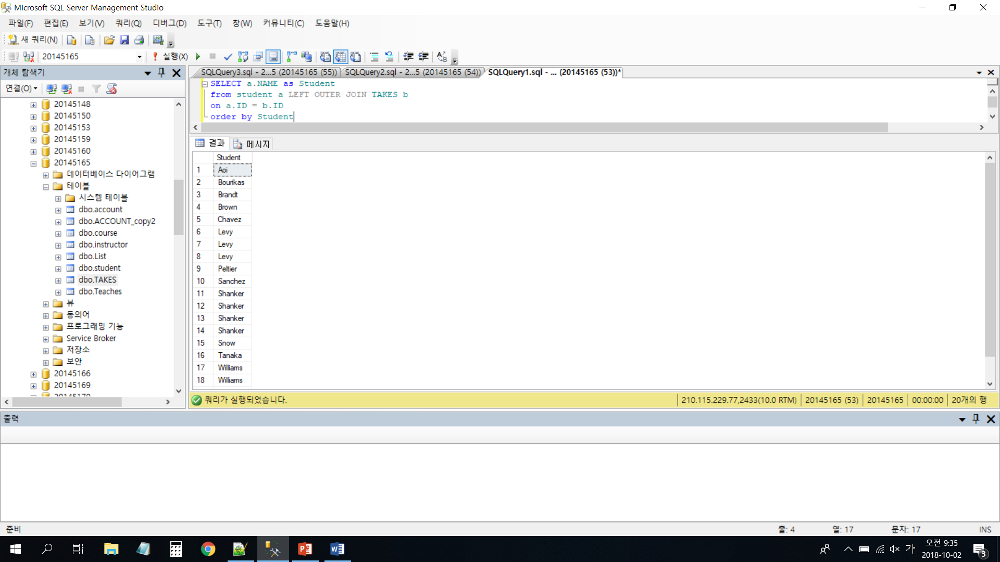 Microsoft SQL Server Management Studio
파일(F) 편집(E) 보기(V) 쿼리(Q) 디버그(D) 도구(T) 창(W) 커뮤니티(C) 도움말(H)
새 쿼리(N)
20145165 실행(X)
개체 탐색기
연결(O)
20145148
20145150
20145153
20145159
20145160
20145165
데이터베이스 다이어그램
테이블
시스템 테이블
dbo.account
dbo.ACCOUNT_copy2
dbo.course
dbo.instructor
dbo.List
dbo.student
dbo.TAKES
dbo.Teaches
뷰
동의어
프로그래밍 기능
Service Broker
저장소
보안
20145166
20145169
SQLQuery3.sql - 2...5 (20145165 (55)) SQLQuery2.sql - 2...5 (20145165 (54)) SQLQuery1.sql - ... (20145165 (53))*
SELECT a.NAME as Student
from student a LEFT OUTER JOIN TAKES b
on a.ID = b.ID
order by Student
결과 메시지
Student
1 Aoi
2 Bourikas
3 Brandt
4 Brown
5 Chavez
6 Levy
7 Levy
8 Levy
9 Peltier
10 Sanchez
11 Shanker
12 Shanker
13 Shanker
14 Shanker
15 Snow
16 Tanaka
17 Williams
18 Williams
쿼리가 실행되었습니다. 210.115.229.77,2433(10.0 RTM) 20145165 (53) 20145165 00:00:00 20개의 행
출력
준비 줄: 4 열: 17 문자: 17 INS
가 오전 9:35
2018-10-02
3